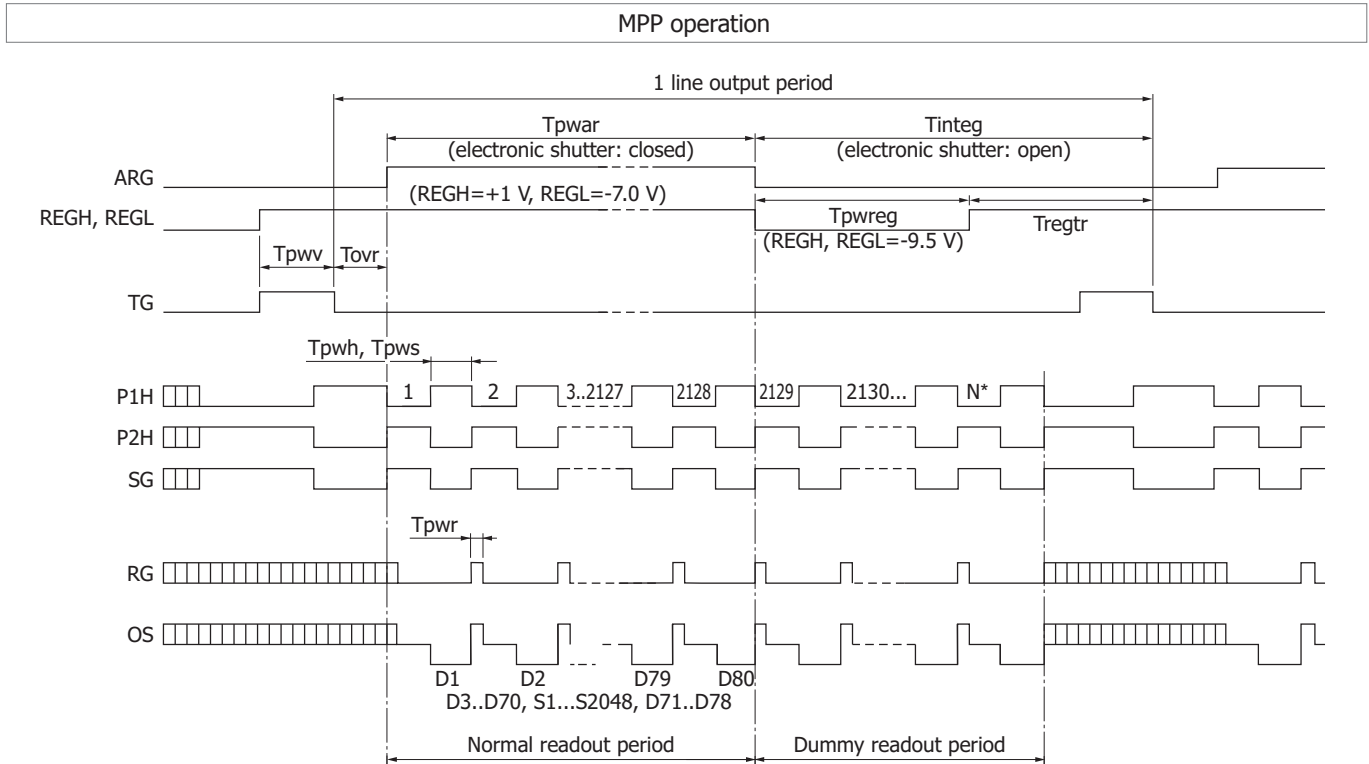 MPP operation
1 line output period
Tpwar
(electronic shutter: closed)
Tinteg
(electronic shutter: open)
ARG
(REGH=+1 V, REGL=-7.0 V)
REGH, REGL
Tpwreg
(REGH, REGL=-9.5 V)
Tregtr
Tpwv
Tovr
TG
Tpwh, Tpws
P1H
1
2
3..2127
2128
2129
2130...
N*
P2H
SG
Tpwr
RG
OS
D1
D2
D79
D80
D3..D70, S1...S2048, D71..D78
Normal readout period
Dummy readout period